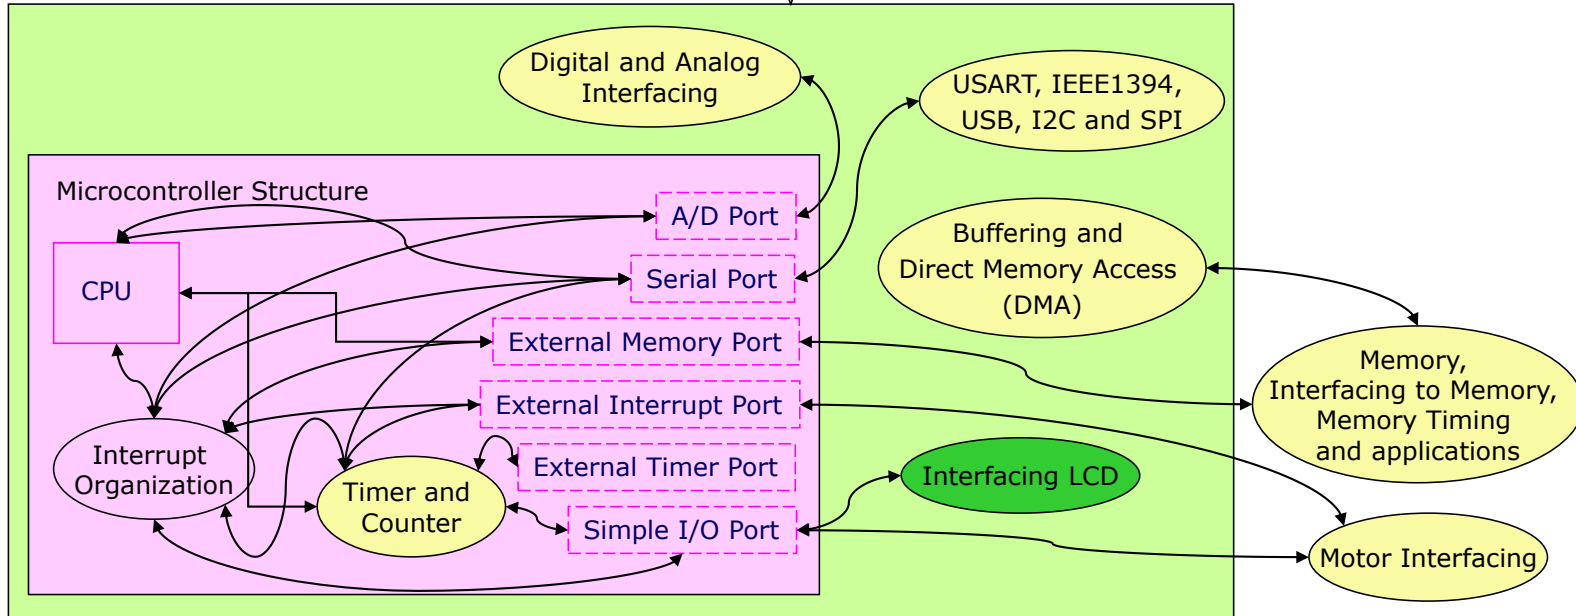 Digital and Analog
Interfacing
USART, IEEE1394,
USB, I2C and SPI
Microcontroller Structure
A/D Port
Buffering and
Direct Memory Access
(DMA)
CPU
Serial Port
External Memory Port
Memory,
Interfacing to Memory,
Memory Timing
and applications
External Interrupt Port
Interrupt
Organization
External Timer Port
Interfacing LCD
Timer and
Counter
Simple I/O Port
Motor Interfacing